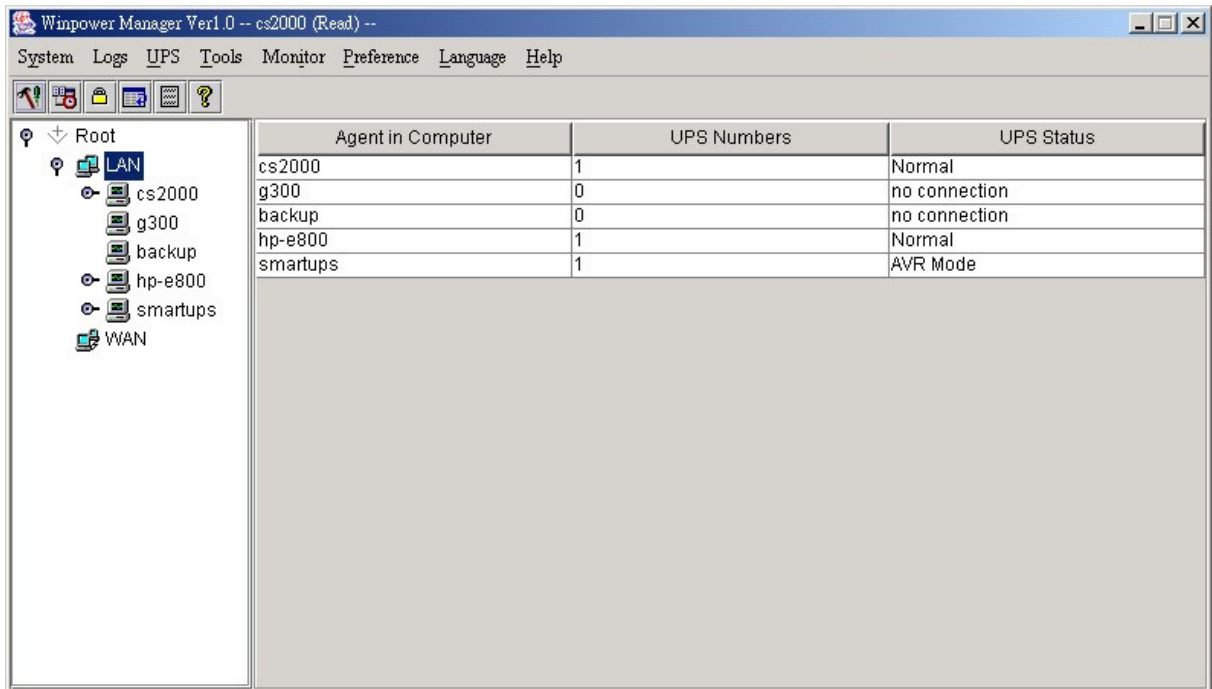 Winpower Manager Ver1.0 -- cs2000 (Read) --
System Logs UPS Tools Monitor Preference Language Help
Root
LAN
cs2000
g300
backup
hp-e800
smartups
WAN
Agent in Computer UPS Numbers UPS Status
cs2000 1 Normal
g300 0 no connection
backup 0 no connection
hp-e800 1 Normal
smartups 1 AVR Mode